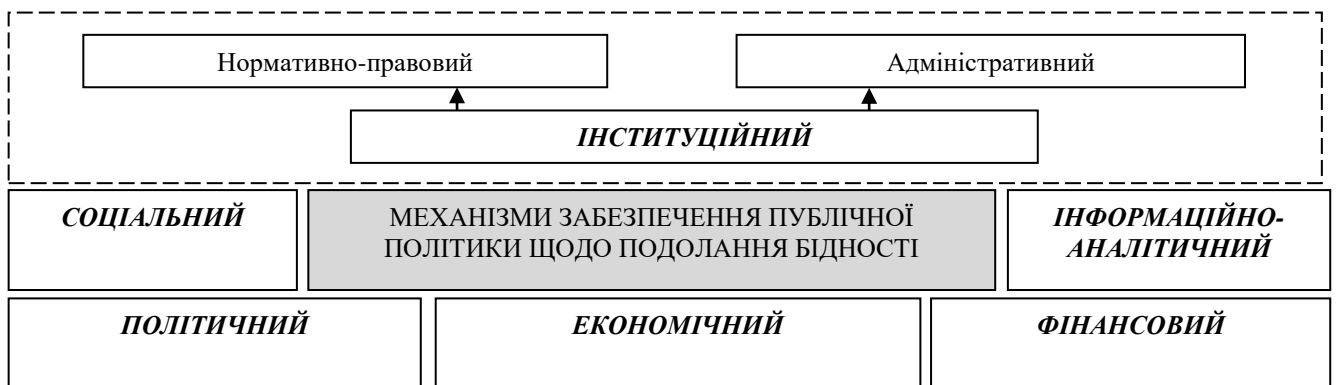 Нормативно-правовий
Адміністративний
ІНСТИТУЦІЙНИЙ
СОЦІАЛЬНИЙ
МЕХАНІЗМИ ЗАБЕЗПЕЧЕННЯ ПУБЛІЧНОЇ
ПОЛІТИКИ ЩОДО ПОДОЛАННЯ БІДНОСТІ
ІНФОРМАЦІЙНО-
АНАЛІТИЧНИЙ
ПОЛІТИЧНИЙ
ЕКОНОМІЧНИЙ
ФІНАНСОВИЙ